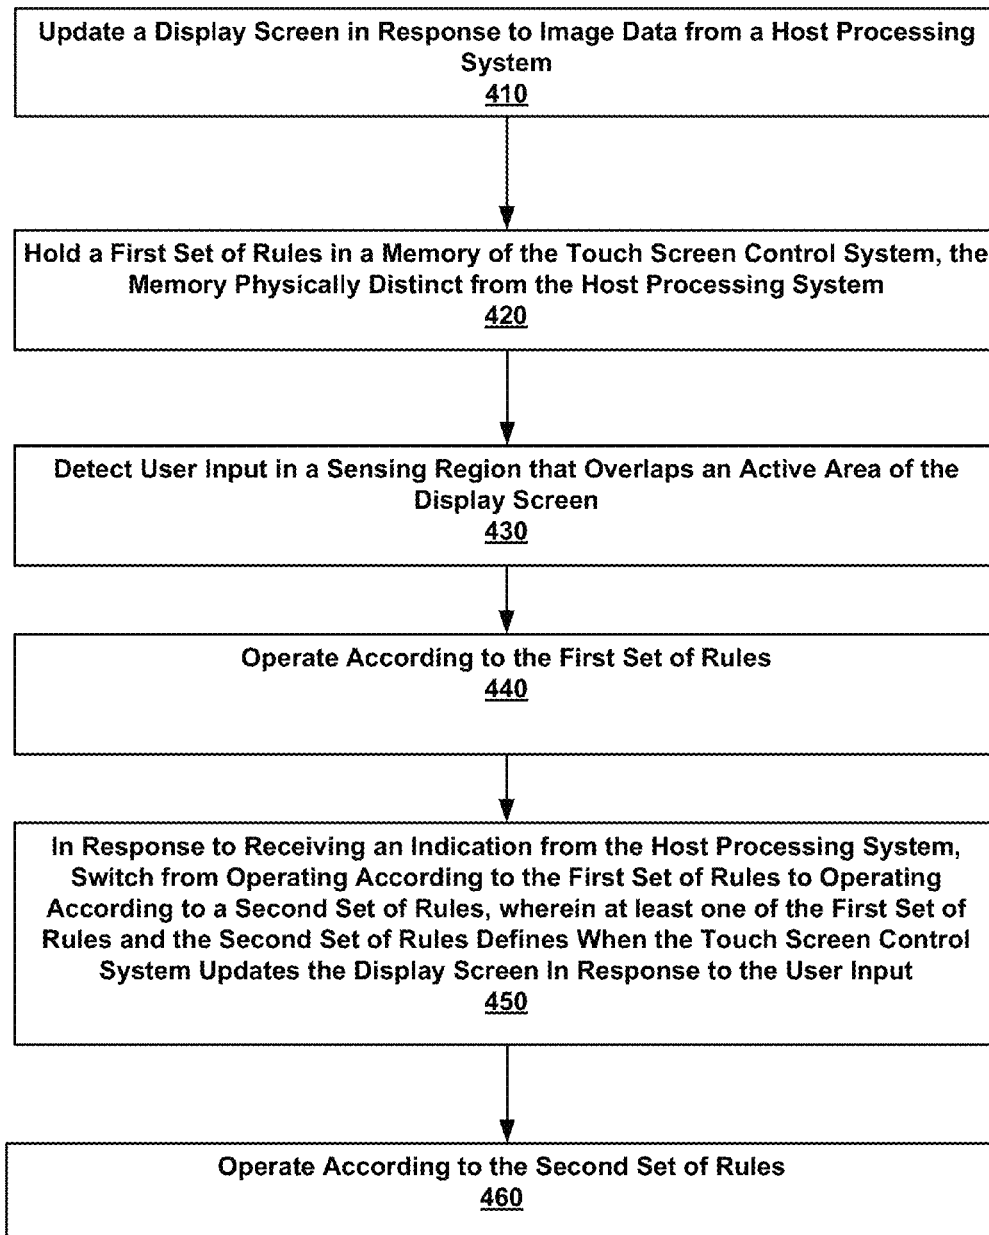 Update a Display Screen in Response to Image Data from a Host Processing
System
410
Hold a First Set of Rules in a Memory of the Touch Screen Control System, the
Memory Physically Distinct from the Host Processing System
420
Detect User Input in a Sensing Region that Overlaps an Active Area of the
Display Screen
430
Operate According to the First Set of Rules
440
In Response to Receiving an Indication from the Host Processing System,
Switch from Operating According to the First Set of Rules to Operating
According to a Second Set of Rules, wherein at least one of the First Set of
Rules and the Second Set of Rules Defines When the Touch Screen Control
System Updates the Display Screen In Response to the User Input
450
Operate According to the Second Set of Rules
460